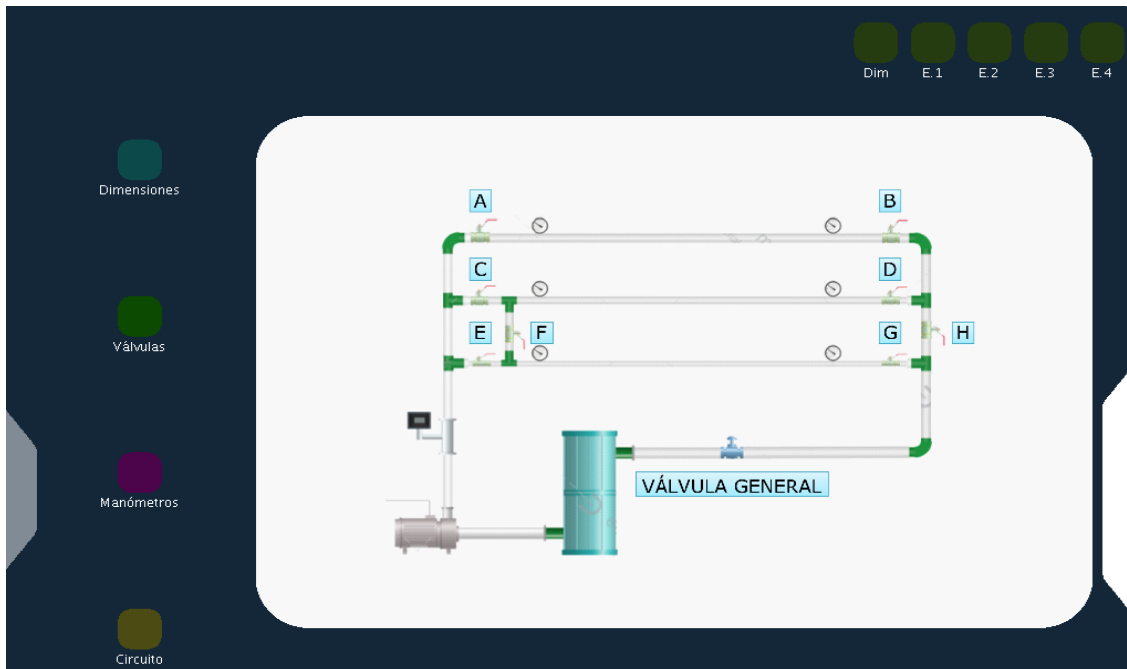 Dim E.1 E.2 E.3 E.4
Dimensiones
A B
C D
Válvulas
E F G H
Manómetros
VÁLVULA GENERAL
Circuito